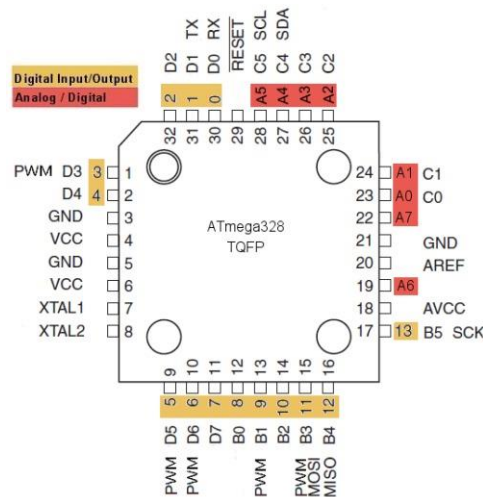 Digital Input/Output
Analog / Digital
D2
D1 TX
D0 RX
RESET
C5 SCL
C4 SDA
C3
C2
2 1 0 A5 A4 A3 A2
32 31 30 29 28 27 26 25
PWM D3 3 1
D4 4 2
GND 3
VCC 4
GND 5
VCC 6
XTAL1 7
XTAL2 8
ATmega328
TQFP
24 A1 C1
23 A0 C0
22 A7
21 GND
20 AREF
19 A6
18 AVCC
17 13 B5 SCK
9 10 11 12 13 14 15 16
5 6 7 8 9 10 11 12
PWM D5
PWM D6
D7
B0
PWM B1
B2
PWM MOSI B3
MISO B4